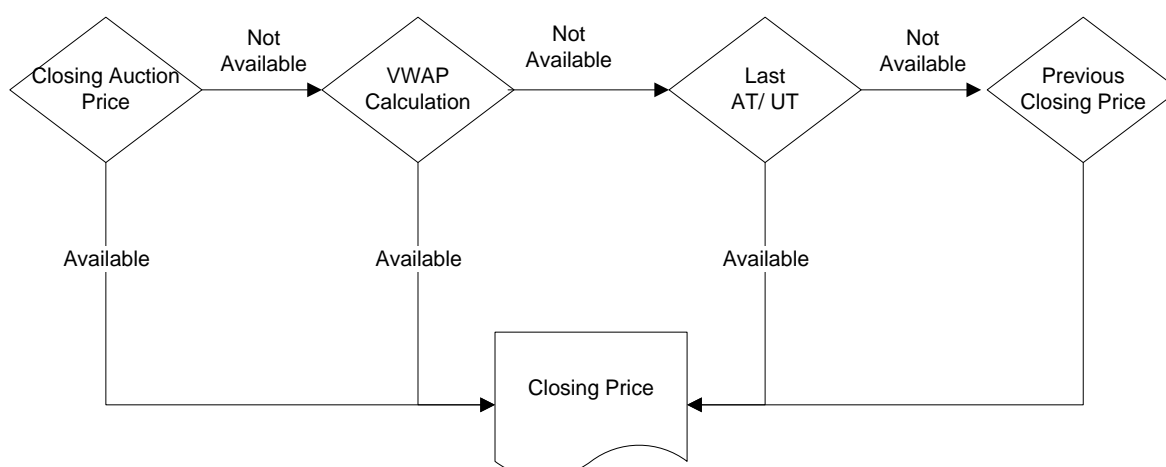 Not
Available
Not
Available
Not
Available
Closing Auction
Price
VWAP
Calculation
Last
AT/ UT
Previous
Closing Price
Available
Available
Available
Closing Price